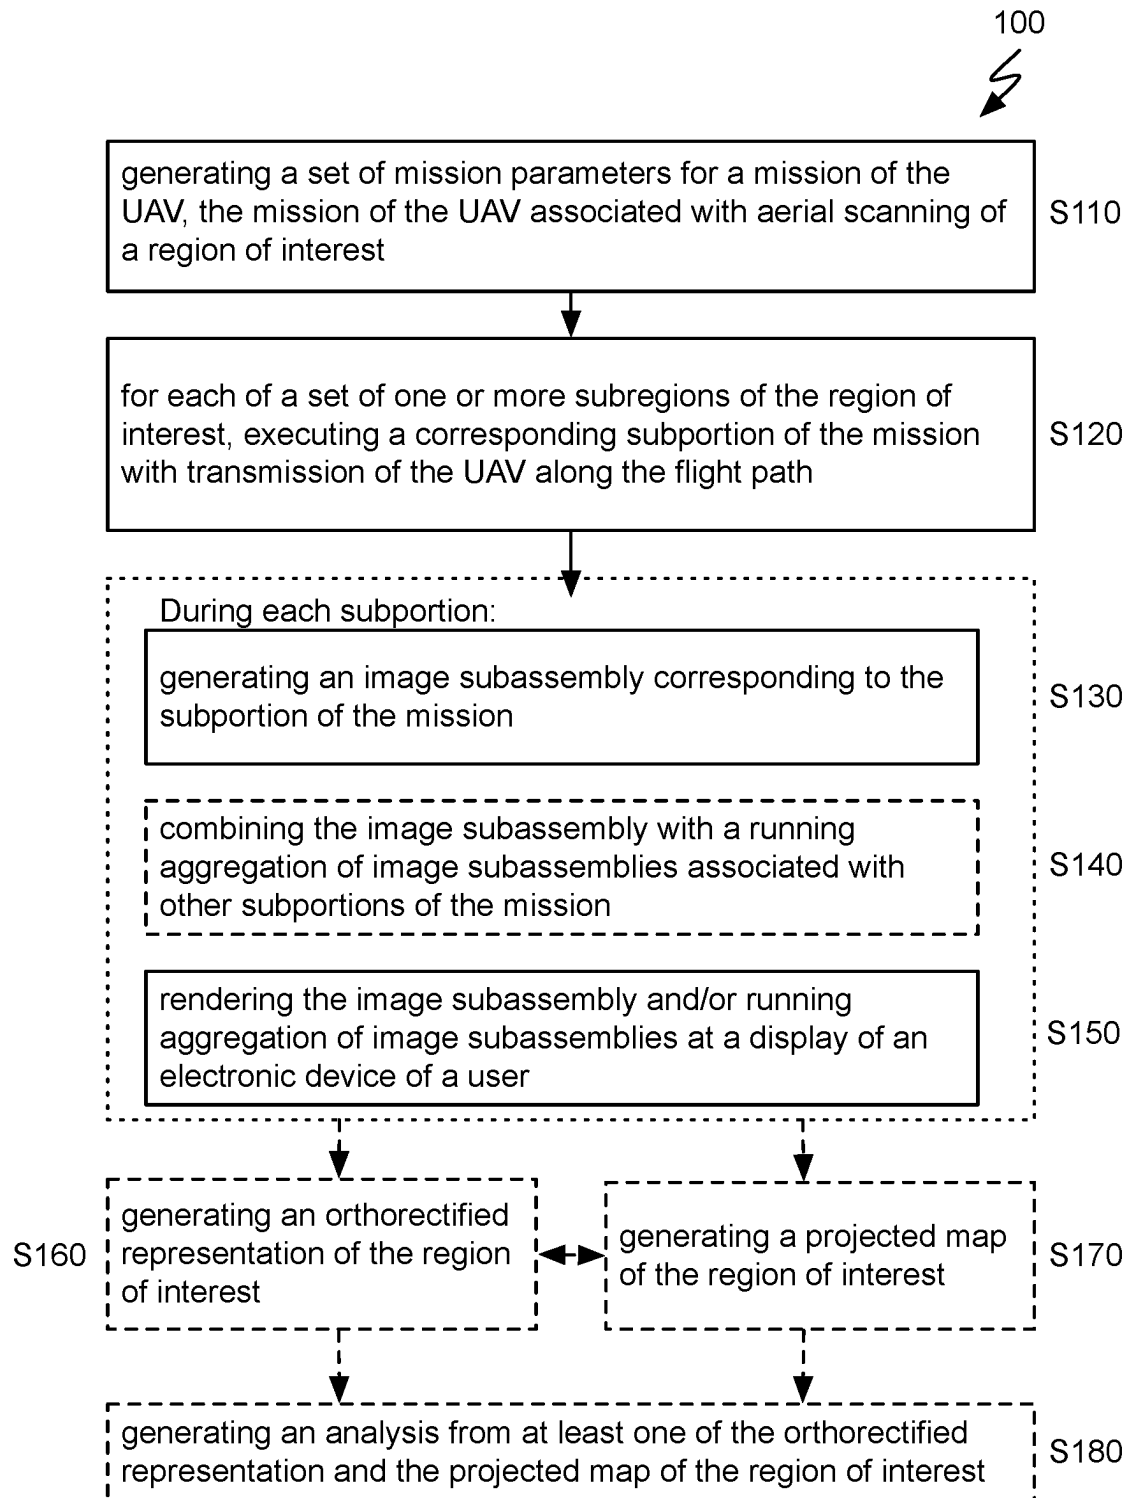 100
generating a set of mission parameters for a mission of the
UAV, the mission of the UAV associated with aerial scanning of
a region of interest
S110
for each of a set of one or more subregions of the region of
interest, executing a corresponding subportion of the mission
with transmission of the UAV along the flight path
S120
During each subportion:
generating an image subassembly corresponding to the
subportion of the mission
S130
combining the image subassembly with a running
aggregation of image subassemblies associated with
other subportions of the mission
S140
rendering the image subassembly and/or running
aggregation of image subassemblies at a display of an
electronic device of a user
S150
S160
generating an orthorectified
representation of the region
of interest
generating a projected map
of the region of interest
S170
generating an analysis from at least one of the orthorectified
representation and the projected map of the region of interest
S180